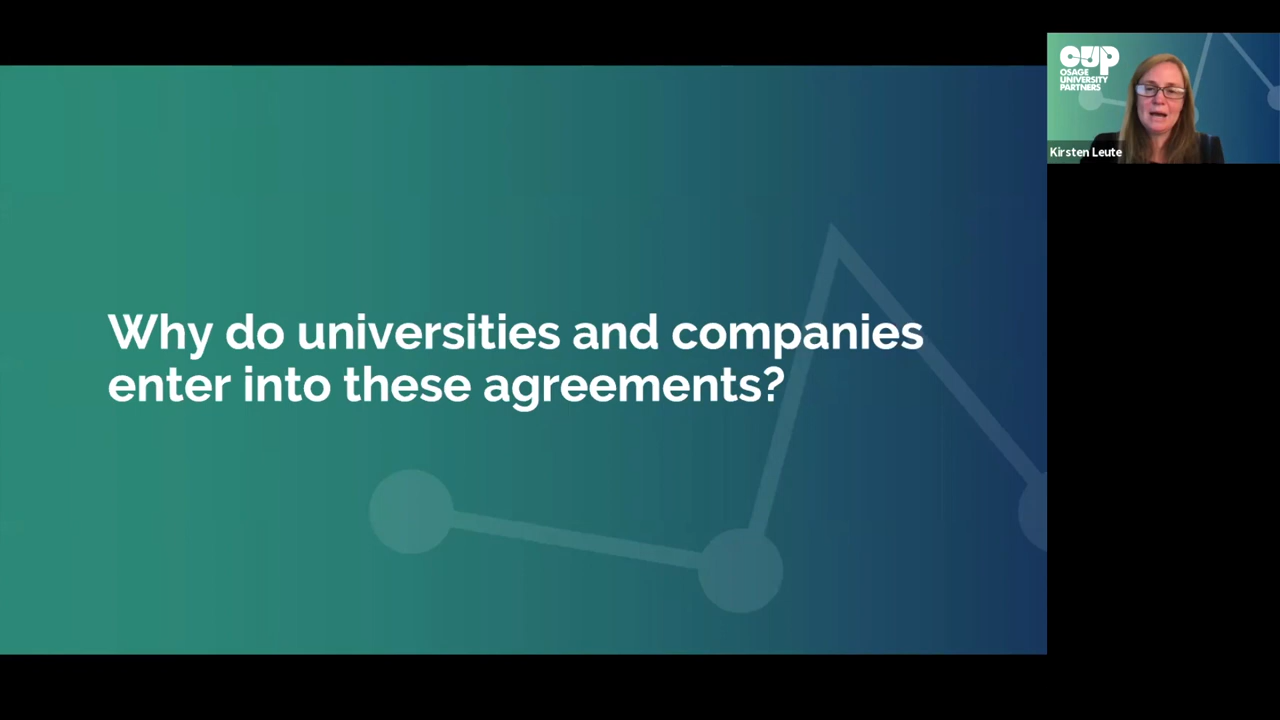 Why do universities and companies
enter into these agreements?
OUP
OSAGE
UNIVERSITY
PARTNERS
Kirsten Leute